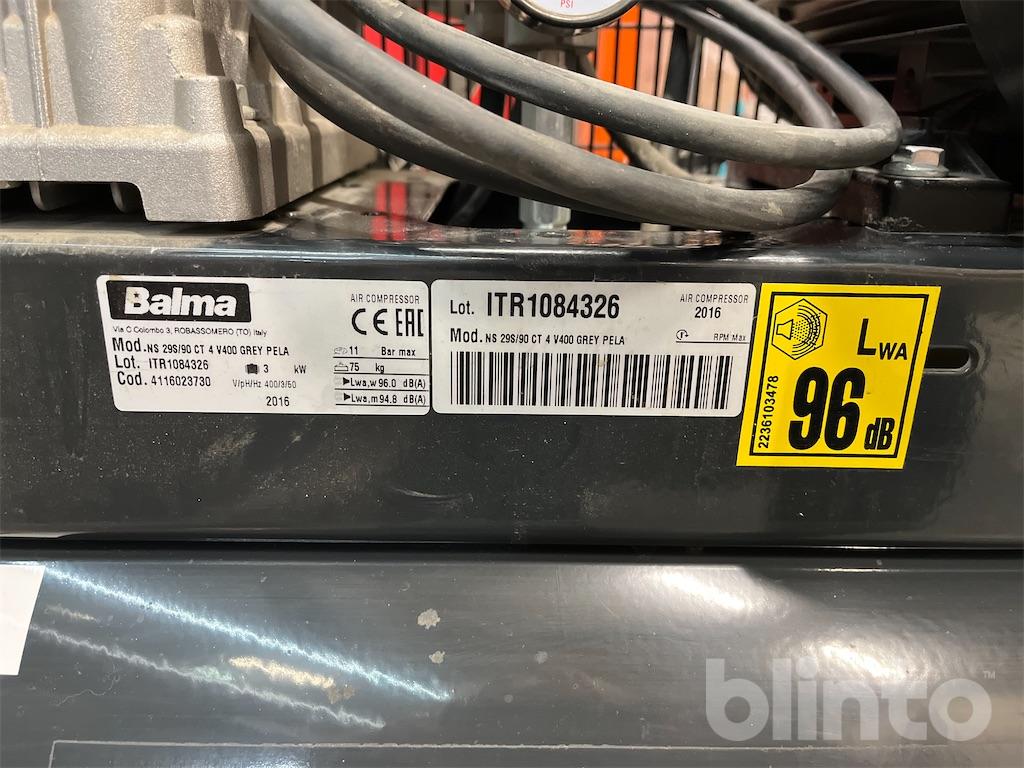 PSI
Balma
Via C Colombo 3, ROBASSOMERO (TO) Italy
Mod. NS 29S/90 CT 4 V400 GREY PELA
Lot. ITR1084326
3 kW
Cod. 4116023730
V/pH/Hz 400/3/50
2016
AIR COMPRESSOR
CE EAC
11 Bar max
75 kg
Lwa,w 96.0 dB(A)
Lwa,m 94.8 dB(A)
Lot. ITR1084326
AIR COMPRESSOR
2016
Mod. NS 29S/90 CT 4 V400 GREY PELA
RPM Max
LWA
96 dB
2236103478
blinto™